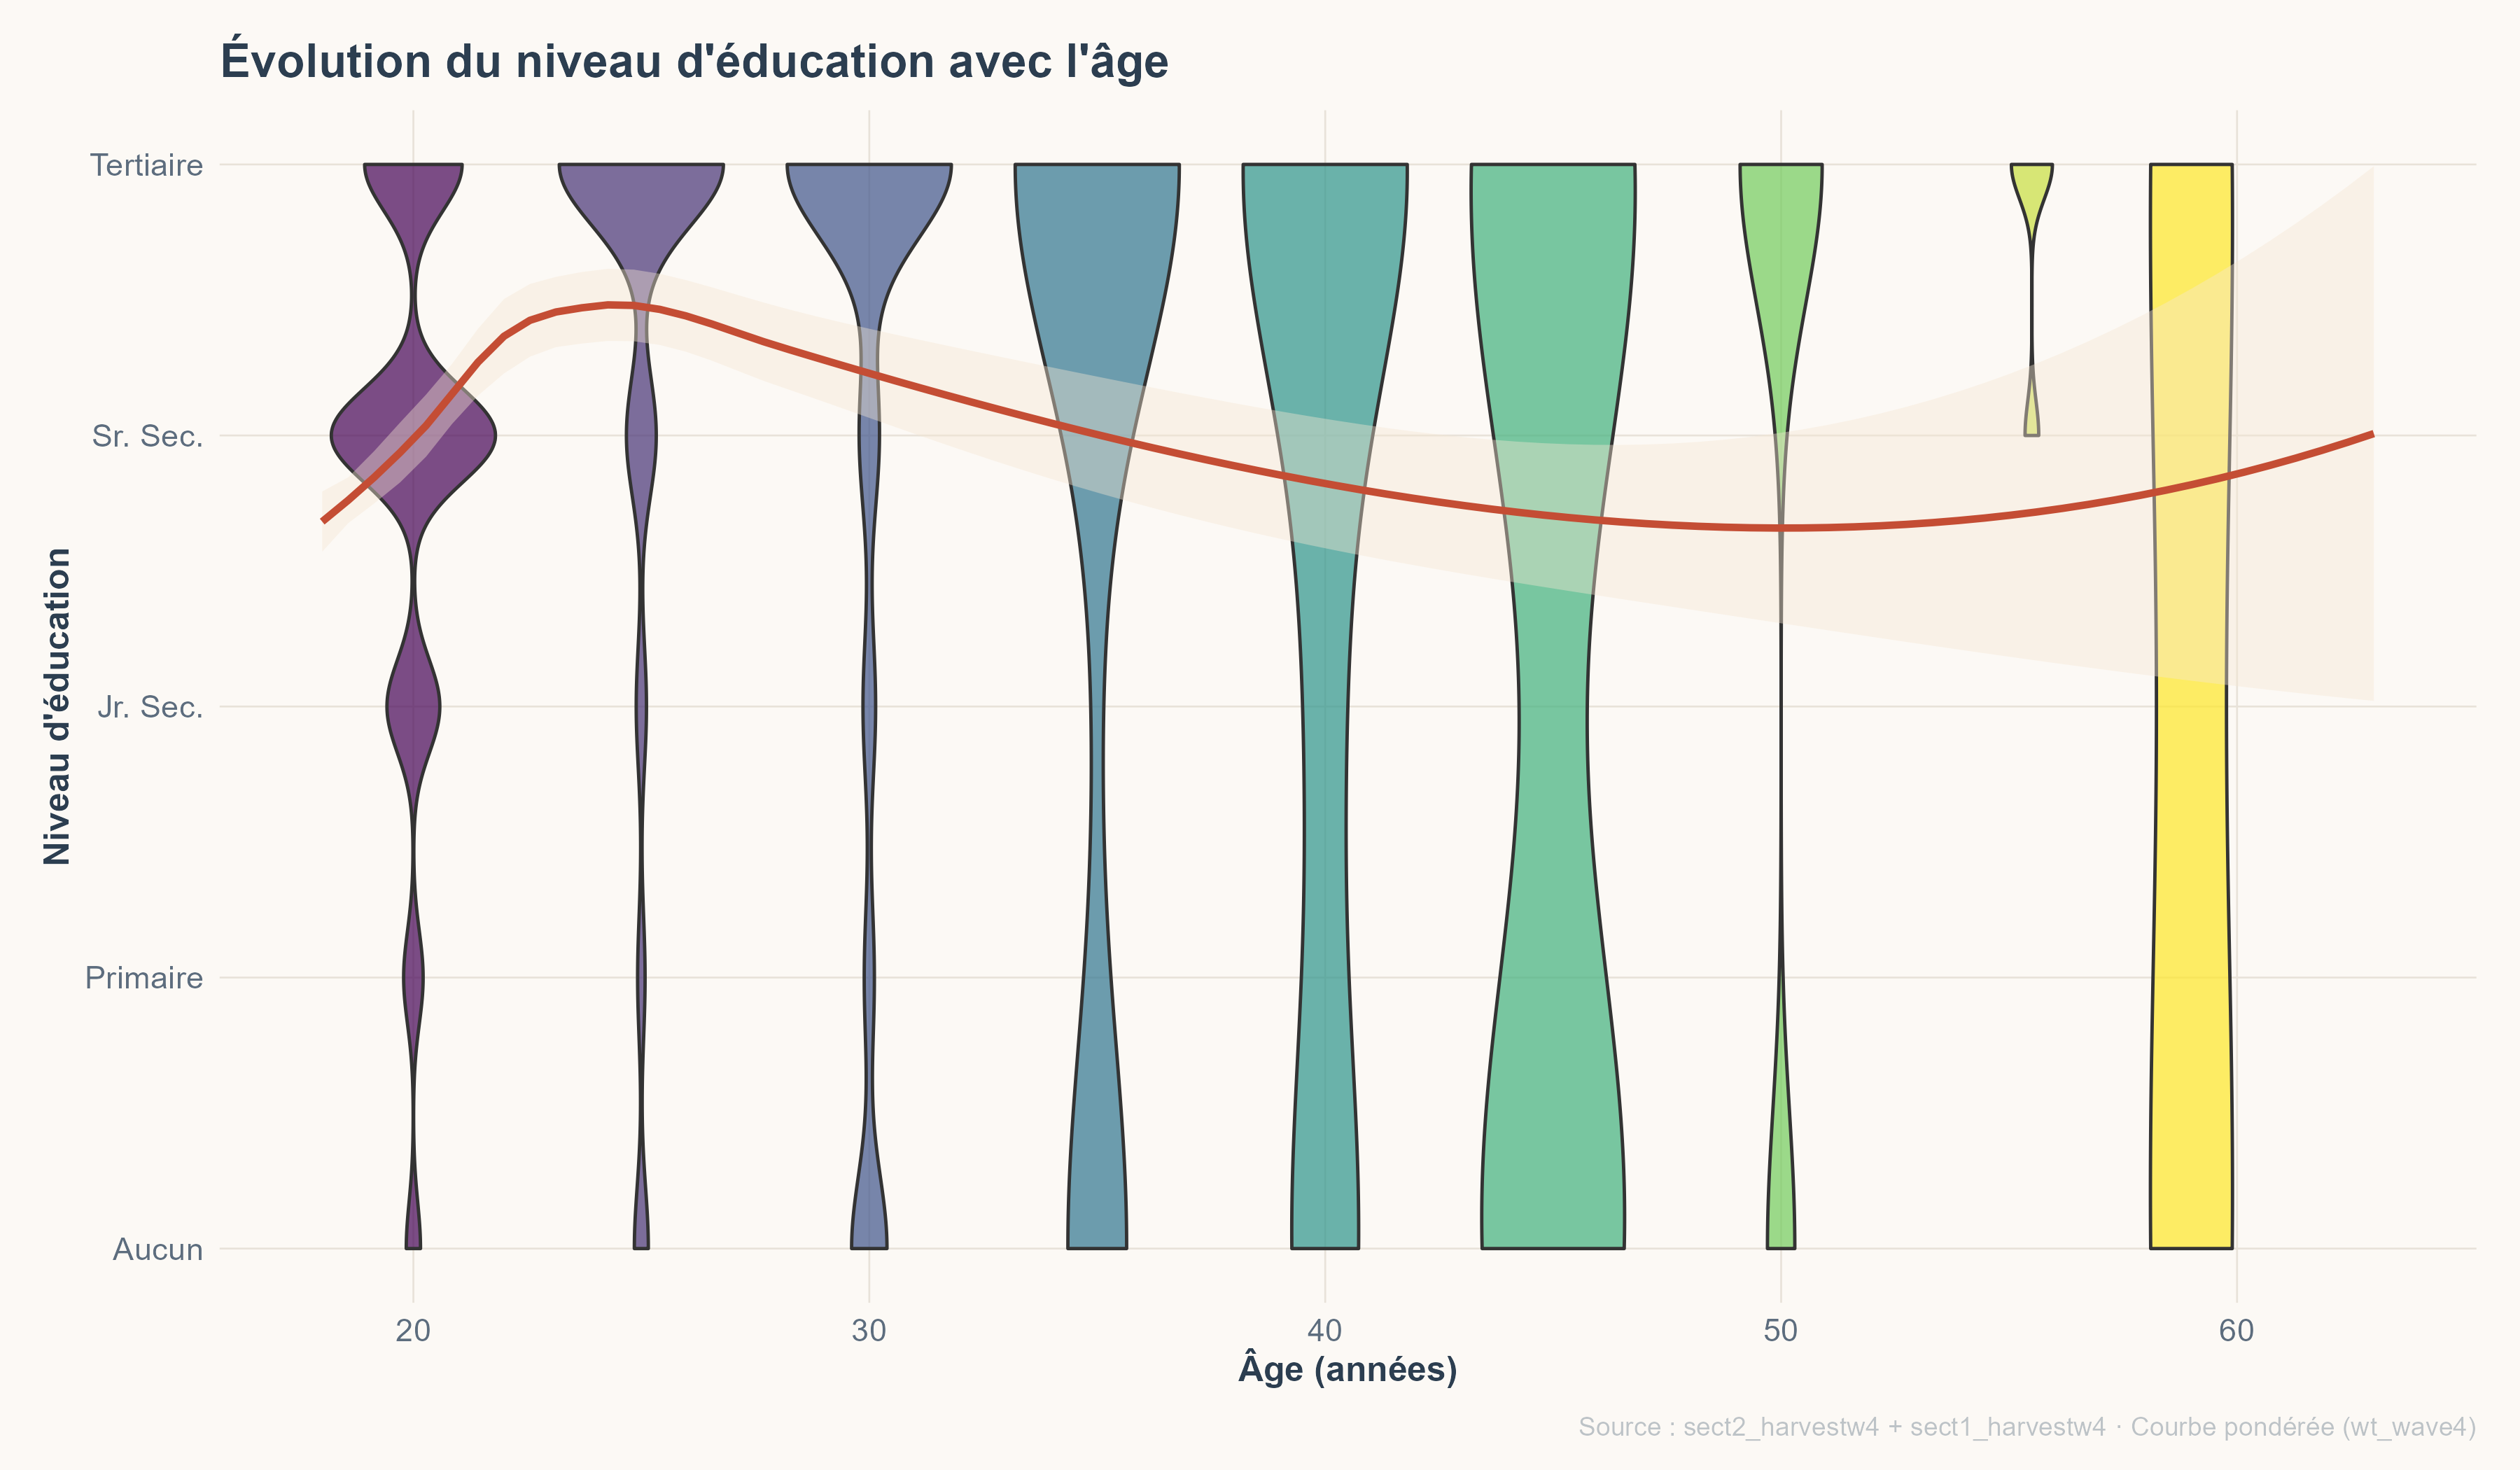 Évolution du niveau d'éducation avec l'âge
Niveau d'éducation
Tertiaire
Sr. Sec.
Jr. Sec.
Primaire
Aucun
20
30
40
50
60
Âge (années)
Source : sect2_harvestw4 + sect1_harvestw4 · Courbe pondérée (wt_wave4)